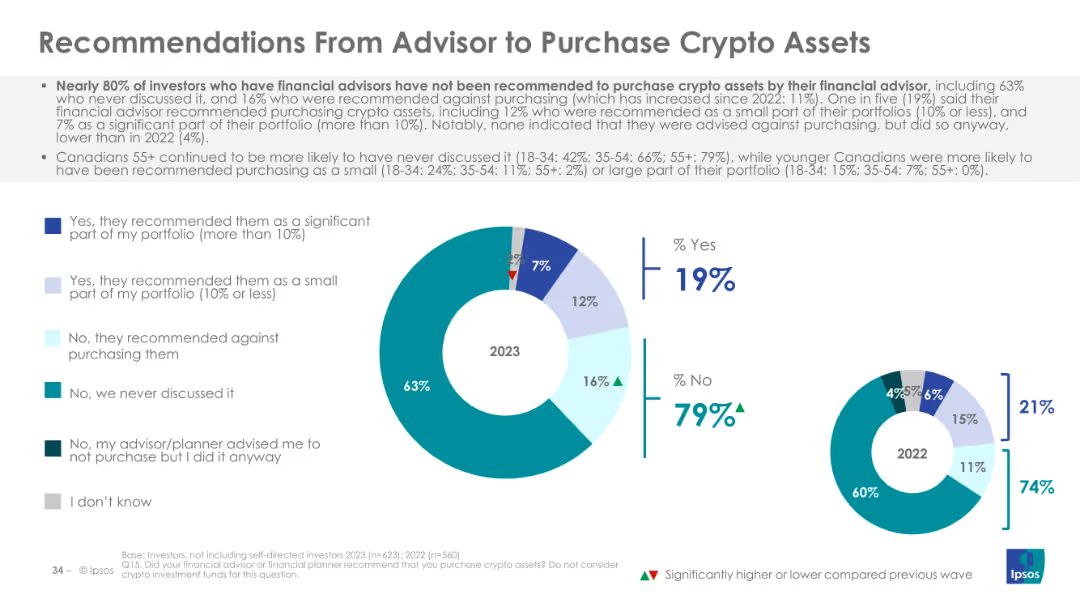 Recommendations From Advisor to Purchase Crypto Assets
▪ Nearly 80% of investors who have financial advisors have not been recommended to purchase crypto assets by their financial advisor, including 63%
who never discussed it, and 16% who were recommended against purchasing (which has increased since 2022: 11%). One in five (19%) said their
financial advisor recommended purchasing crypto assets, including 12% who were recommended as a small part of their portfolios (10% or less), and
7% as a significant part of their portfolio (more than 10%). Notably, none indicated that they were advised against purchasing, but did so anyway,
lower than in 2022 (4%).
▪ Canadians 55+ continued to be more likely to have never discussed it (18-34: 42%; 35-54: 66%; 55+: 79%), while younger Canadians were more likely to
have been recommended purchasing as a small (18-34: 24%; 35-54: 11%; 55+: 2%) or large part of their portfolio (18-34: 15%; 35-54: 7%; 55+: 0%).
Yes, they recommended them as a significant
part of my portfolio (more than 10%)
Yes, they recommended them as a small
part of my portfolio (10% or less)
No, they recommended against
purchasing them
No, we never discussed it
No, my advisor/planner advised me to
not purchase but I did it anyway
I don't know
2%
7%
12%
16%
63%
2023
% Yes
19%
% No
79%
4%
5%
6%
15%
11%
60%
2022
21%
74%
Base: Investors, not including self-directed investors 2023 (n=623); 2022 (n=560)
Q15. Did your financial advisor or financial planner recommend that you purchase crypto assets? Do not consider
crypto investment funds for this question.
34 – © Ipsos
Significantly higher or lower compared previous wave
Ipsos